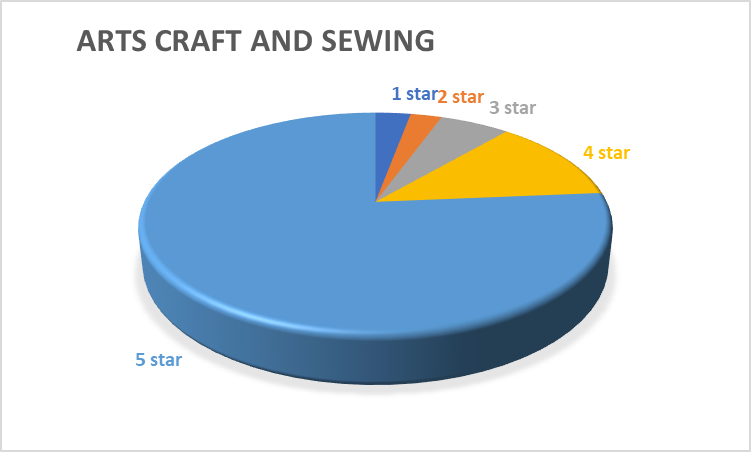 ARTS CRAFT AND SEWING
1 star
2 star
3 star
4 star
5 star